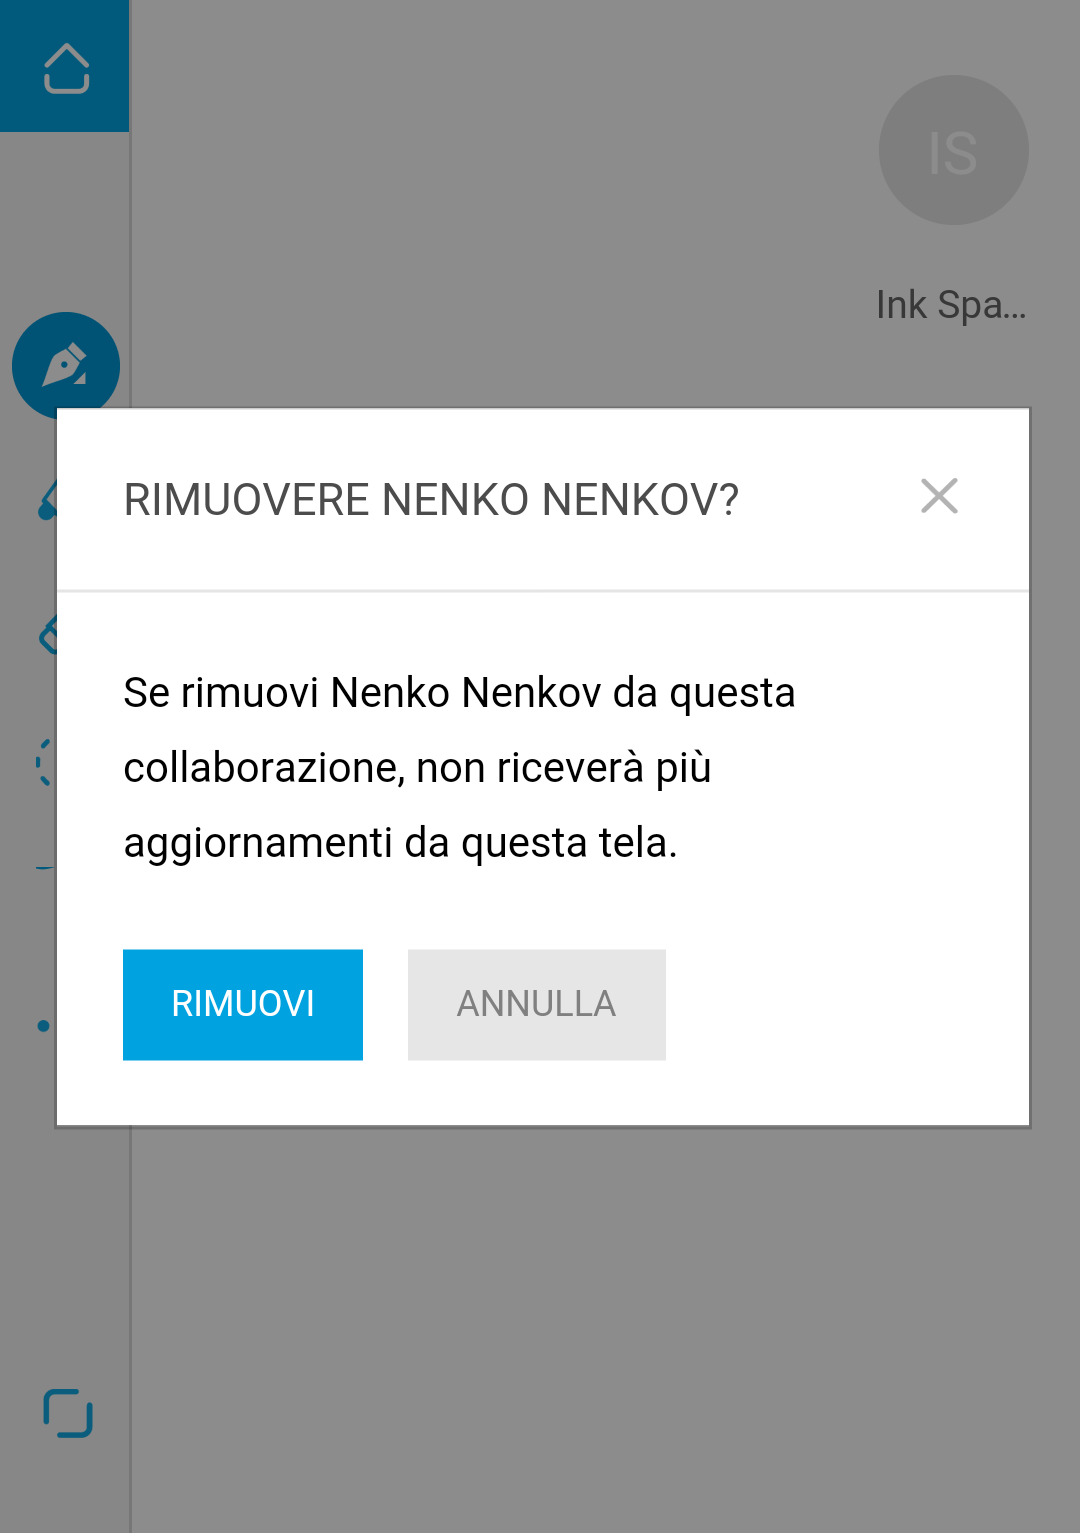 IS
Ink Spa...
RIMUOVERE NENKO NENKOV?
Se rimuovi Nenko Nenkov da questa
collaborazione, non riceverà più
aggiornamenti da questa tela.
RIMUOVI
ANNULLA